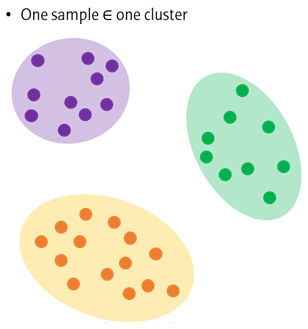 • One sample ∈ one cluster